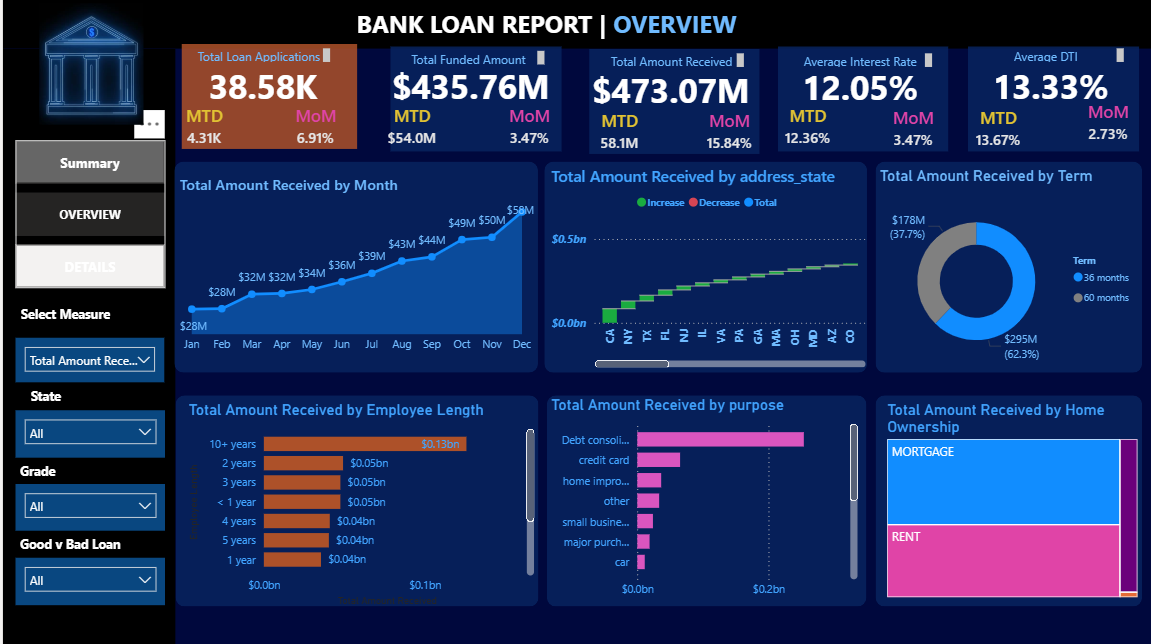 BANK LOAN REPORT | OVERVIEW
$
Total Loan Applications
38.58K
MTD MoM
4.31K 6.91%
Total Funded Amount
$435.76M
MTD MoM
$54.0M 3.47%
Total Amount Received
$473.07M
MTD MoM
58.1M 15.84%
Average Interest Rate
12.05%
MTD MoM
12.36% 3.47%
Average DTI
13.33%
MTD MoM
13.67% 2.73%
Summary
OVERVIEW
DETAILS
Select Measure
Total Amount Rece...
State
All
Grade
All
Good v Bad Loan
All
Total Amount Received by Month
$28M
$28M
$32M
$32M
$34M
$36M
$39M
$43M
$44M
$49M
$50M
$58M
Jan Feb Mar Apr May Jun Jul Aug Sep Oct Nov Dec
Total Amount Received by address_state
Increase Decrease Total
$0.5bn
$0.0bn
CA
NY
TX
FL
NJ
IL
VA
PA
GA
MA
OH
MD
AZ
CO
Total Amount Received by Term
$178M
(37.7%)
$295M
(62.3%)
Term
36 months
60 months
Total Amount Received by Employee Length
10+ years $0.13bn
2 years $0.05bn
3 years $0.05bn
< 1 year $0.05bn
4 years $0.04bn
5 years $0.04bn
1 year $0.04bn
$0.0bn $0.1bn
Total Amount Received by purpose
Debt consoli...
credit card
home impro...
other
small busine...
major purch...
car
$0.0bn $0.2bn
Total Amount Received by Home
Ownership
MORTGAGE
RENT